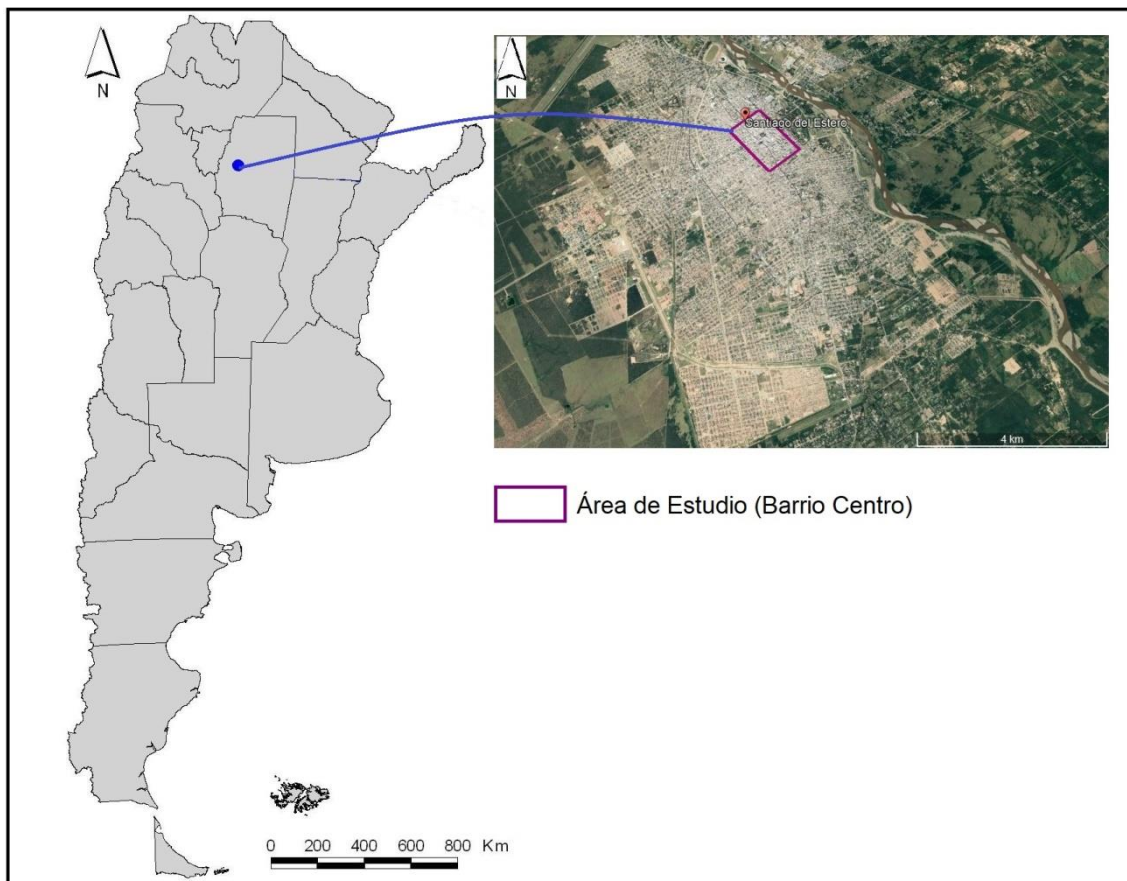 N
N
Santiago del Estero
4 km
Área de Estudio (Barrio Centro)
0 200 400 600 800 Km